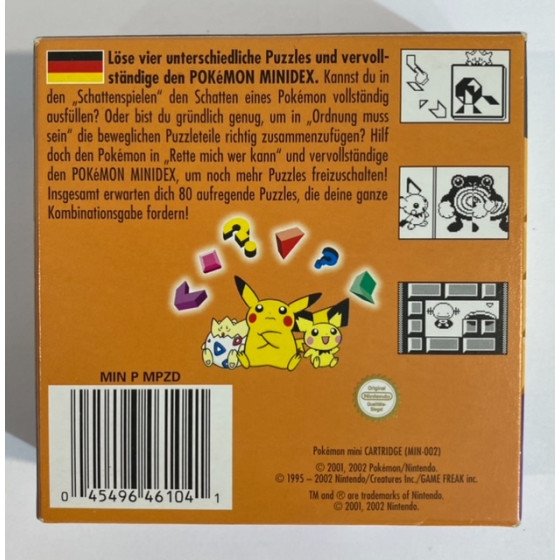 Löse vier unterschiedliche Puzzles und vervoll-
ständige den POKéMON MINIDEX. Kannst du in
den „Schattenspielen“ den Schatten eines Pokémon vollständig
ausfüllen? Oder bist du gründlich genug, um in „Ordnung muss
sein“ die beweglichen Puzzleteile richtig zusammenzufügen? Hilf
doch den Pokémon in „Rette mich wer kann“ und vervollständige
den POKéMON MINIDEX, um noch mehr Puzzles freizuschalten!
Insgesamt erwarten dich 80 aufregende Puzzles, die deine ganze
Kombinationsgabe fordern!
MIN P MPZD
0 45496 46104 1
Original
Nintendo
Qualitäts-
Siegel
Pokémon mini CARTRIDGE (MIN-002)
© 2001, 2002 Pokémon/Nintendo.
© 1995 – 2002 Nintendo/Creatures Inc./GAME FREAK inc.
TM and ® are trademarks of Nintendo.
© 2001, 2002 Nintendo.